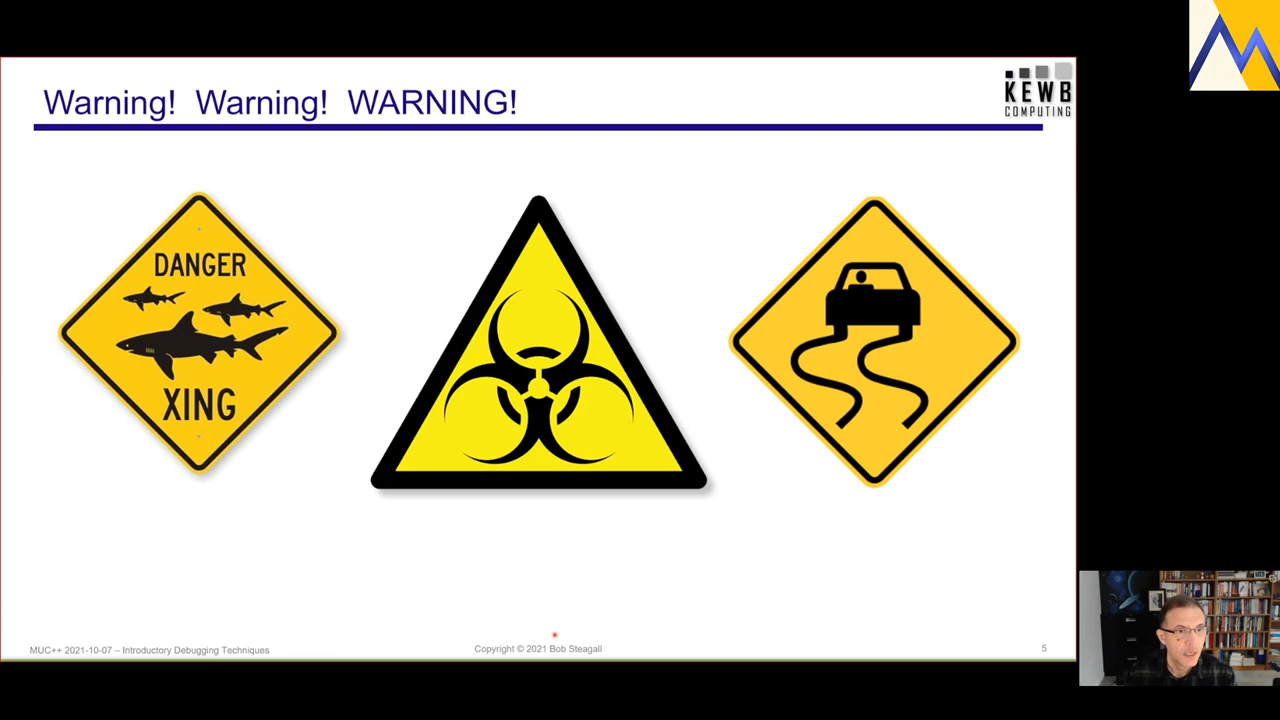 Warning! Warning! WARNING!
KEWB
COMPUTING
DANGER
XING
MUC++ 2021-10-07 – Introductory Debugging Techniques
Copyright © 2021 Bob Steagall
5